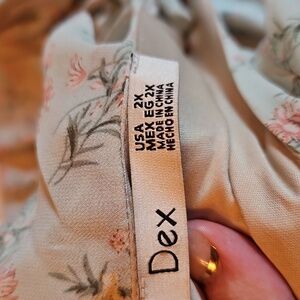 Dex
USA 2X
MEX EG 2X
MADE IN CHINA
HECHO EN CHINA